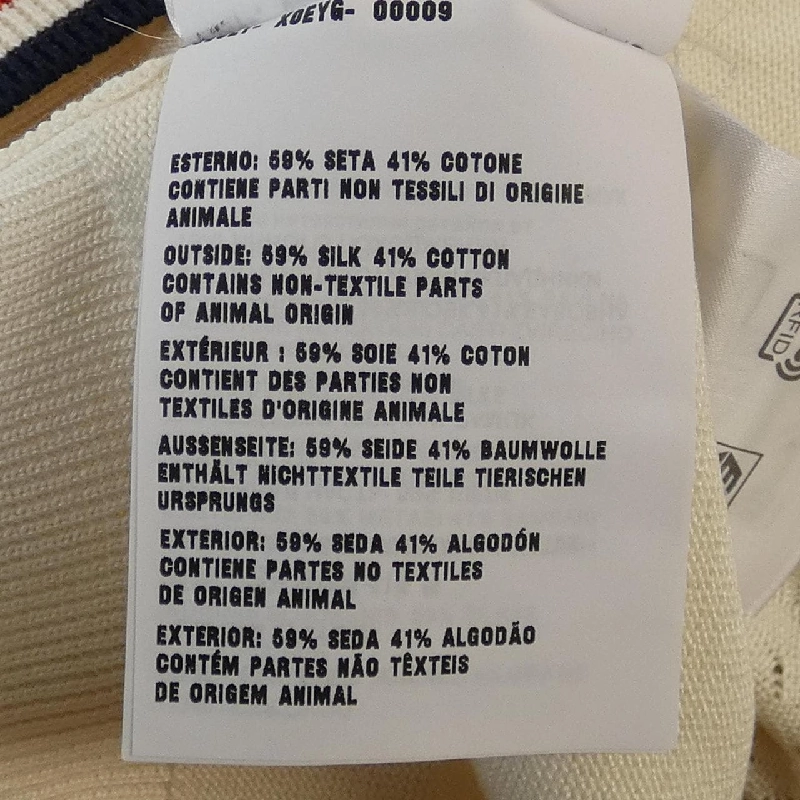 X0EYG- 00009
ESTERNO: 59% SETA 41% COTONE
CONTIENE PARTI NON TESSILI DI ORIGINE
ANIMALE
OUTSIDE: 59% SILK 41% COTTON
CONTAINS NON-TEXTILE PARTS
OF ANIMAL ORIGIN
EXTÉRIEUR : 59% SOIE 41% COTON
CONTIENT DES PARTIES NON
TEXTILES D'ORIGINE ANIMALE
AUSSENSEITE: 59% SEIDE 41% BAUMWOLLE
ENTHÄLT NICHTTEXTILE TEILE TIERISCHEN
URSPRUNGS
EXTERIOR: 59% SEDA 41% ALGODÓN
CONTIENE PARTES NO TEXTILES
DE ORIGEN ANIMAL
EXTERIOR: 59% SEDA 41% ALGODÃO
CONTÉM PARTES NÃO TÊXTEIS
DE ORIGEM ANIMAL
RFID